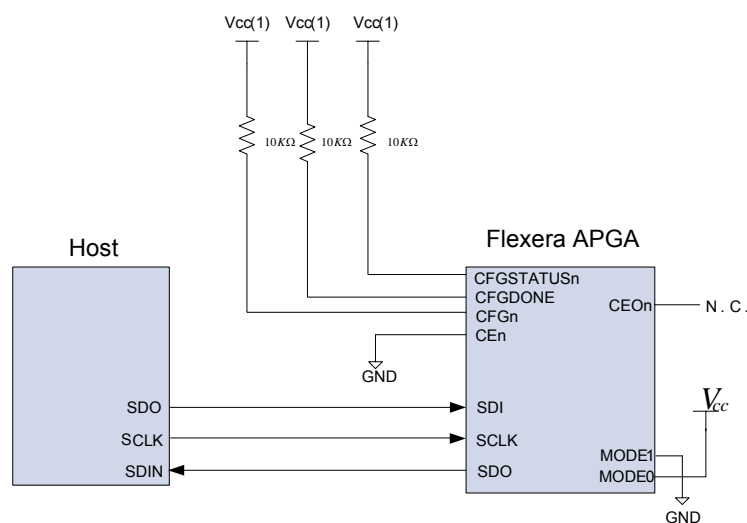 Vcc(1) Vcc(1) Vcc(1)
10KΩ 10KΩ 10KΩ
Host
Flexera APGA
CFGSTATUSn
CFGDONE
CFGn
CEn
CEOn
N. C.
GND
SDO
SDI
SCLK
SCLK
SDIN
SDO
Vcc
MODE1
MODE0
GND